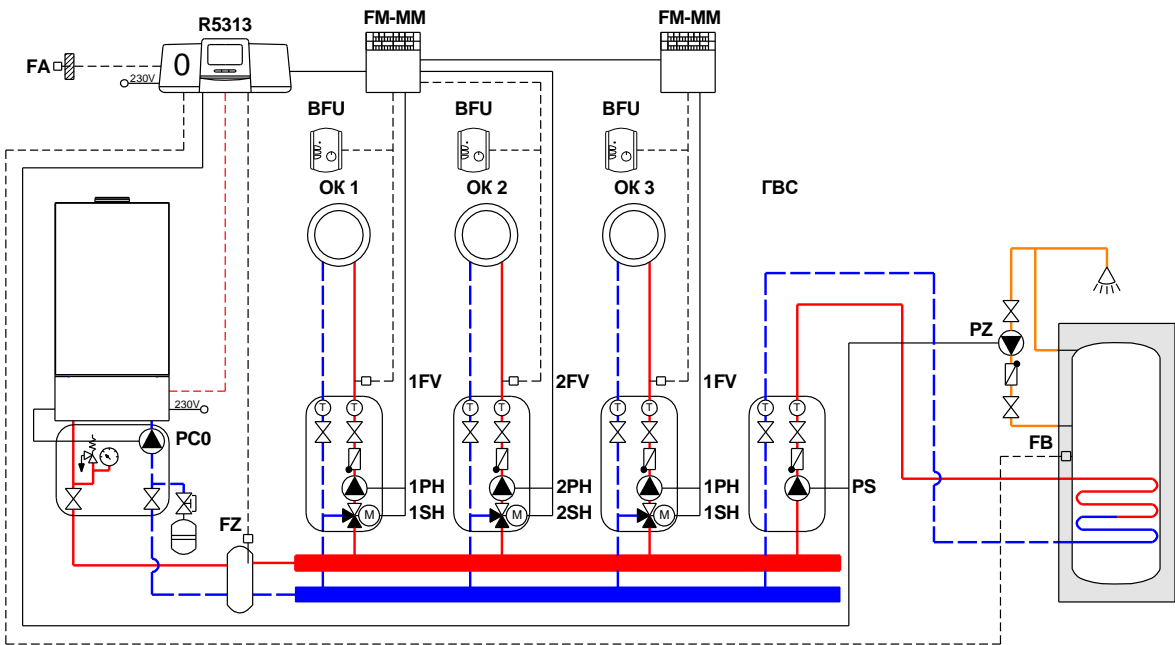 R5313
FM-MM
FM-MM
FA
0
230V
BFU
BFU
BFU
ОК 1
ОК 2
ОК 3
ГВС
PZ
1FV
2FV
1FV
T
T
T
T
T
T
T
T
230V
PC0
FB
1PH
2PH
1PH
PS
M
1SH
M
2SH
M
1SH
FZ